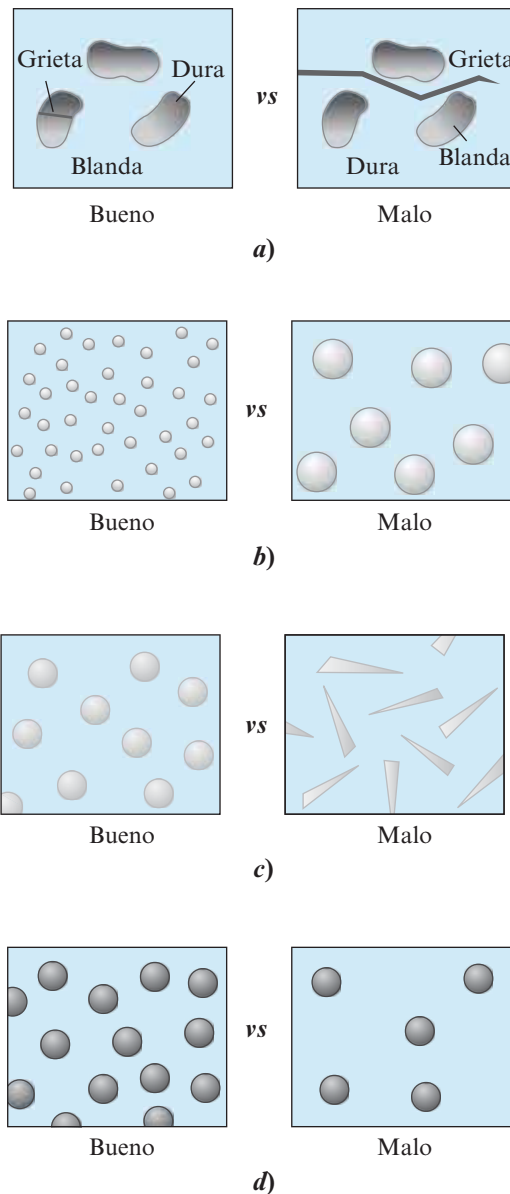 Grieta
Dura
Blanda
vs
Grieta
Dura
Blanda
Bueno
Malo
a)
vs
Bueno
Malo
b)
vs
Bueno
Malo
c)
vs
Bueno
Malo
d)